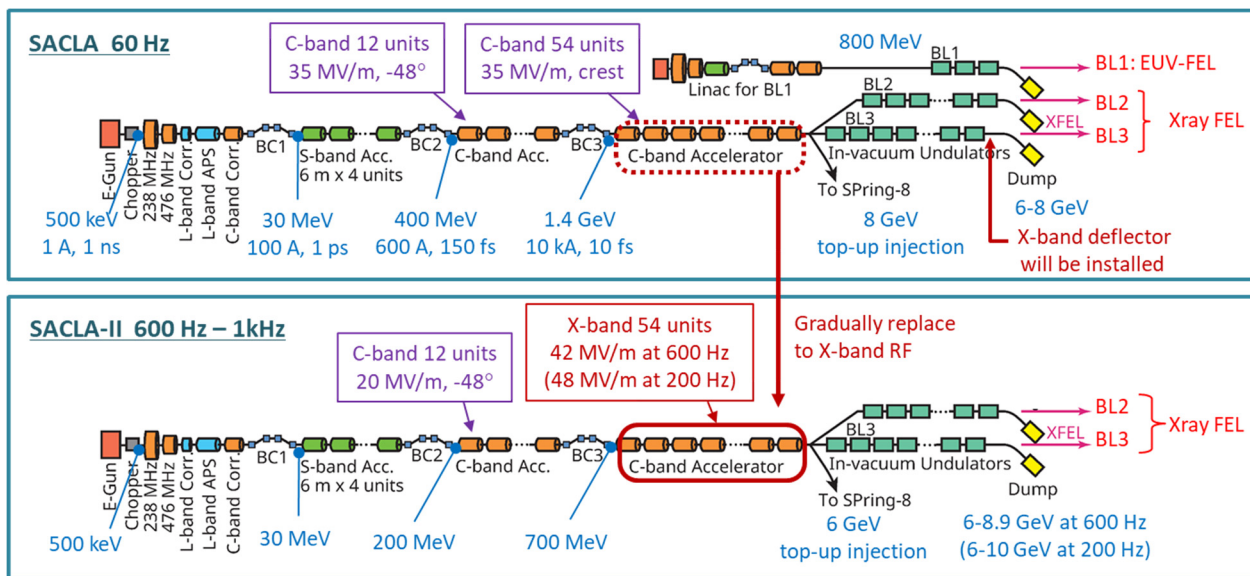 SACLA 60 Hz
C-band 12 units
35 MV/m, -48°
C-band 54 units
35 MV/m, crest
800 MeV
BL1
BL1: EUV-FEL
Linac for BL1
BL2
BL2
XFEL
Xray FEL
BL3
BL3
E-Gun
Chopper
238 MHz
476 MHz
L-band Corr.
L-band APS
C-band Corr.
BC1
S-band Acc.
6 m x 4 units
BC2
C-band Acc.
BC3
C-band Accelerator
In-vacuum Undulators
Dump
To SPring-8
500 keV
1 A, 1 ns
30 MeV
100 A, 1 ps
400 MeV
600 A, 150 fs
1.4 GeV
10 kA, 10 fs
8 GeV
top-up injection
6-8 GeV
X-band deflector
will be installed
SACLA-II 600 Hz – 1kHz
C-band 12 units
20 MV/m, -48°
X-band 54 units
42 MV/m at 600 Hz
(48 MV/m at 200 Hz)
Gradually replace
to X-band RF
BL2
XFEL
Xray FEL
BL3
BL3
E-Gun
Chopper
238 MHz
476 MHz
L-band Corr.
L-band APS
C-band Corr.
BC1
S-band Acc.
6 m x 4 units
BC2
C-band Acc.
BC3
C-band Accelerator
In-vacuum Undulators
Dump
To SPring-8
500 keV
30 MeV
200 MeV
700 MeV
6 GeV
top-up injection
6-8.9 GeV at 600 Hz
(6-10 GeV at 200 Hz)